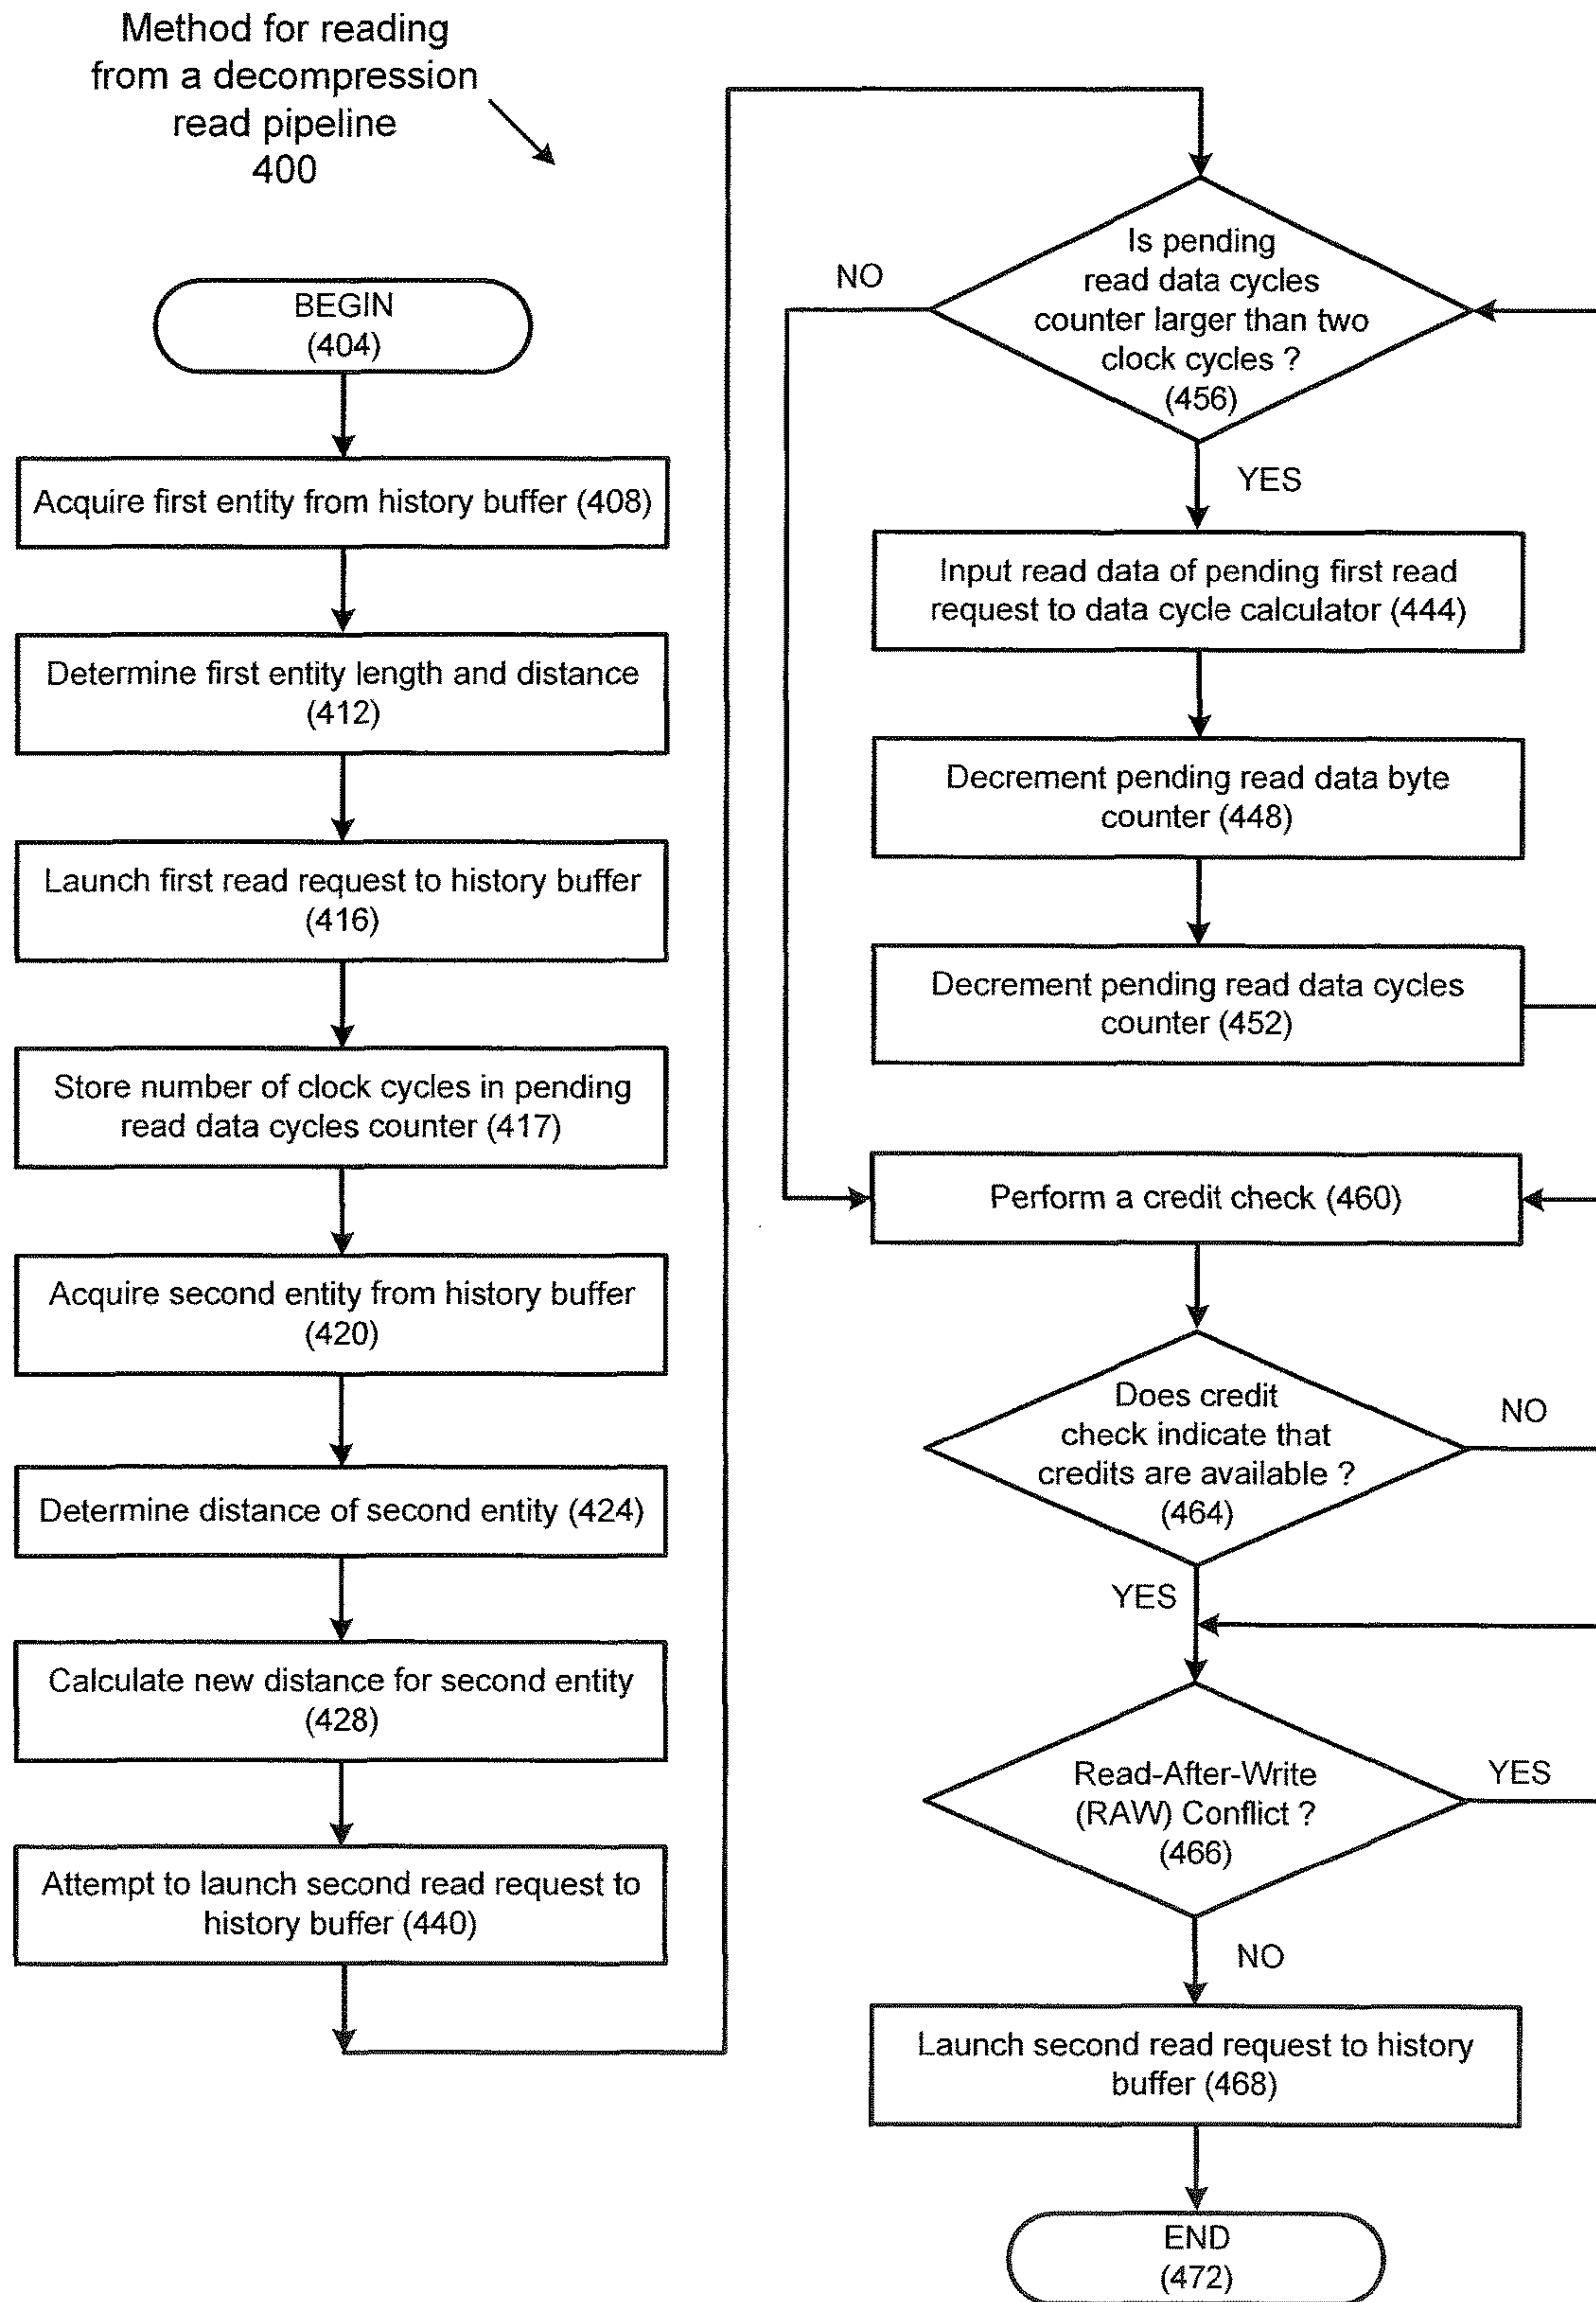 Method for reading
from a decompression
read pipeline
400
BEGIN
(404)
Acquire first entity from history buffer (408)
Determine first entity length and distance
(412)
Launch first read request to history buffer
(416)
Store number of clock cycles in pending
read data cycles counter (417)
Acquire second entity from history buffer
(420)
Determine distance of second entity (424)
Calculate new distance for second entity
(428)
Attempt to launch second read request to
history buffer (440)
Is pending
read data cycles
counter larger than two
clock cycles ?
(456)
NO
YES
Input read data of pending first read
request to data cycle calculator (444)
Decrement pending read data byte
counter (448)
Decrement pending read data cycles
counter (452)
Perform a credit check (460)
Does credit
check indicate that
credits are available ?
(464)
NO
YES
Read-After-Write
(RAW) Conflict ?
(466)
YES
NO
Launch second read request to history
buffer (468)
END
(472)